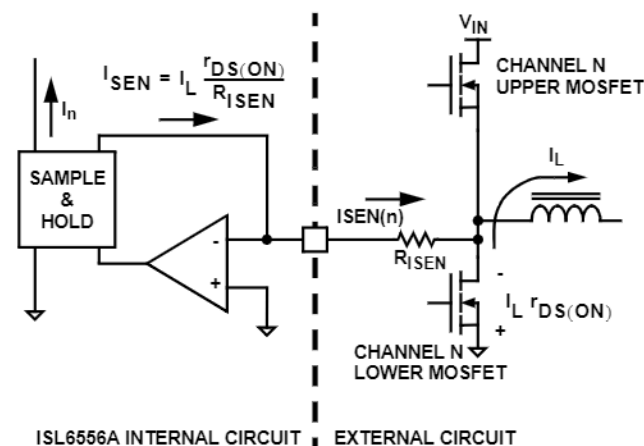 V_IN
I_SEN = I_L r_DS(ON) / R_ISEN
CHANNEL N
UPPER MOSFET
I_n
I_L
SAMPLE
&
HOLD
ISEN(n)
-
+
R_ISEN
-
I_L r_DS(ON)
+
CHANNEL N
LOWER MOSFET
ISL6556A INTERNAL CIRCUIT
EXTERNAL CIRCUIT